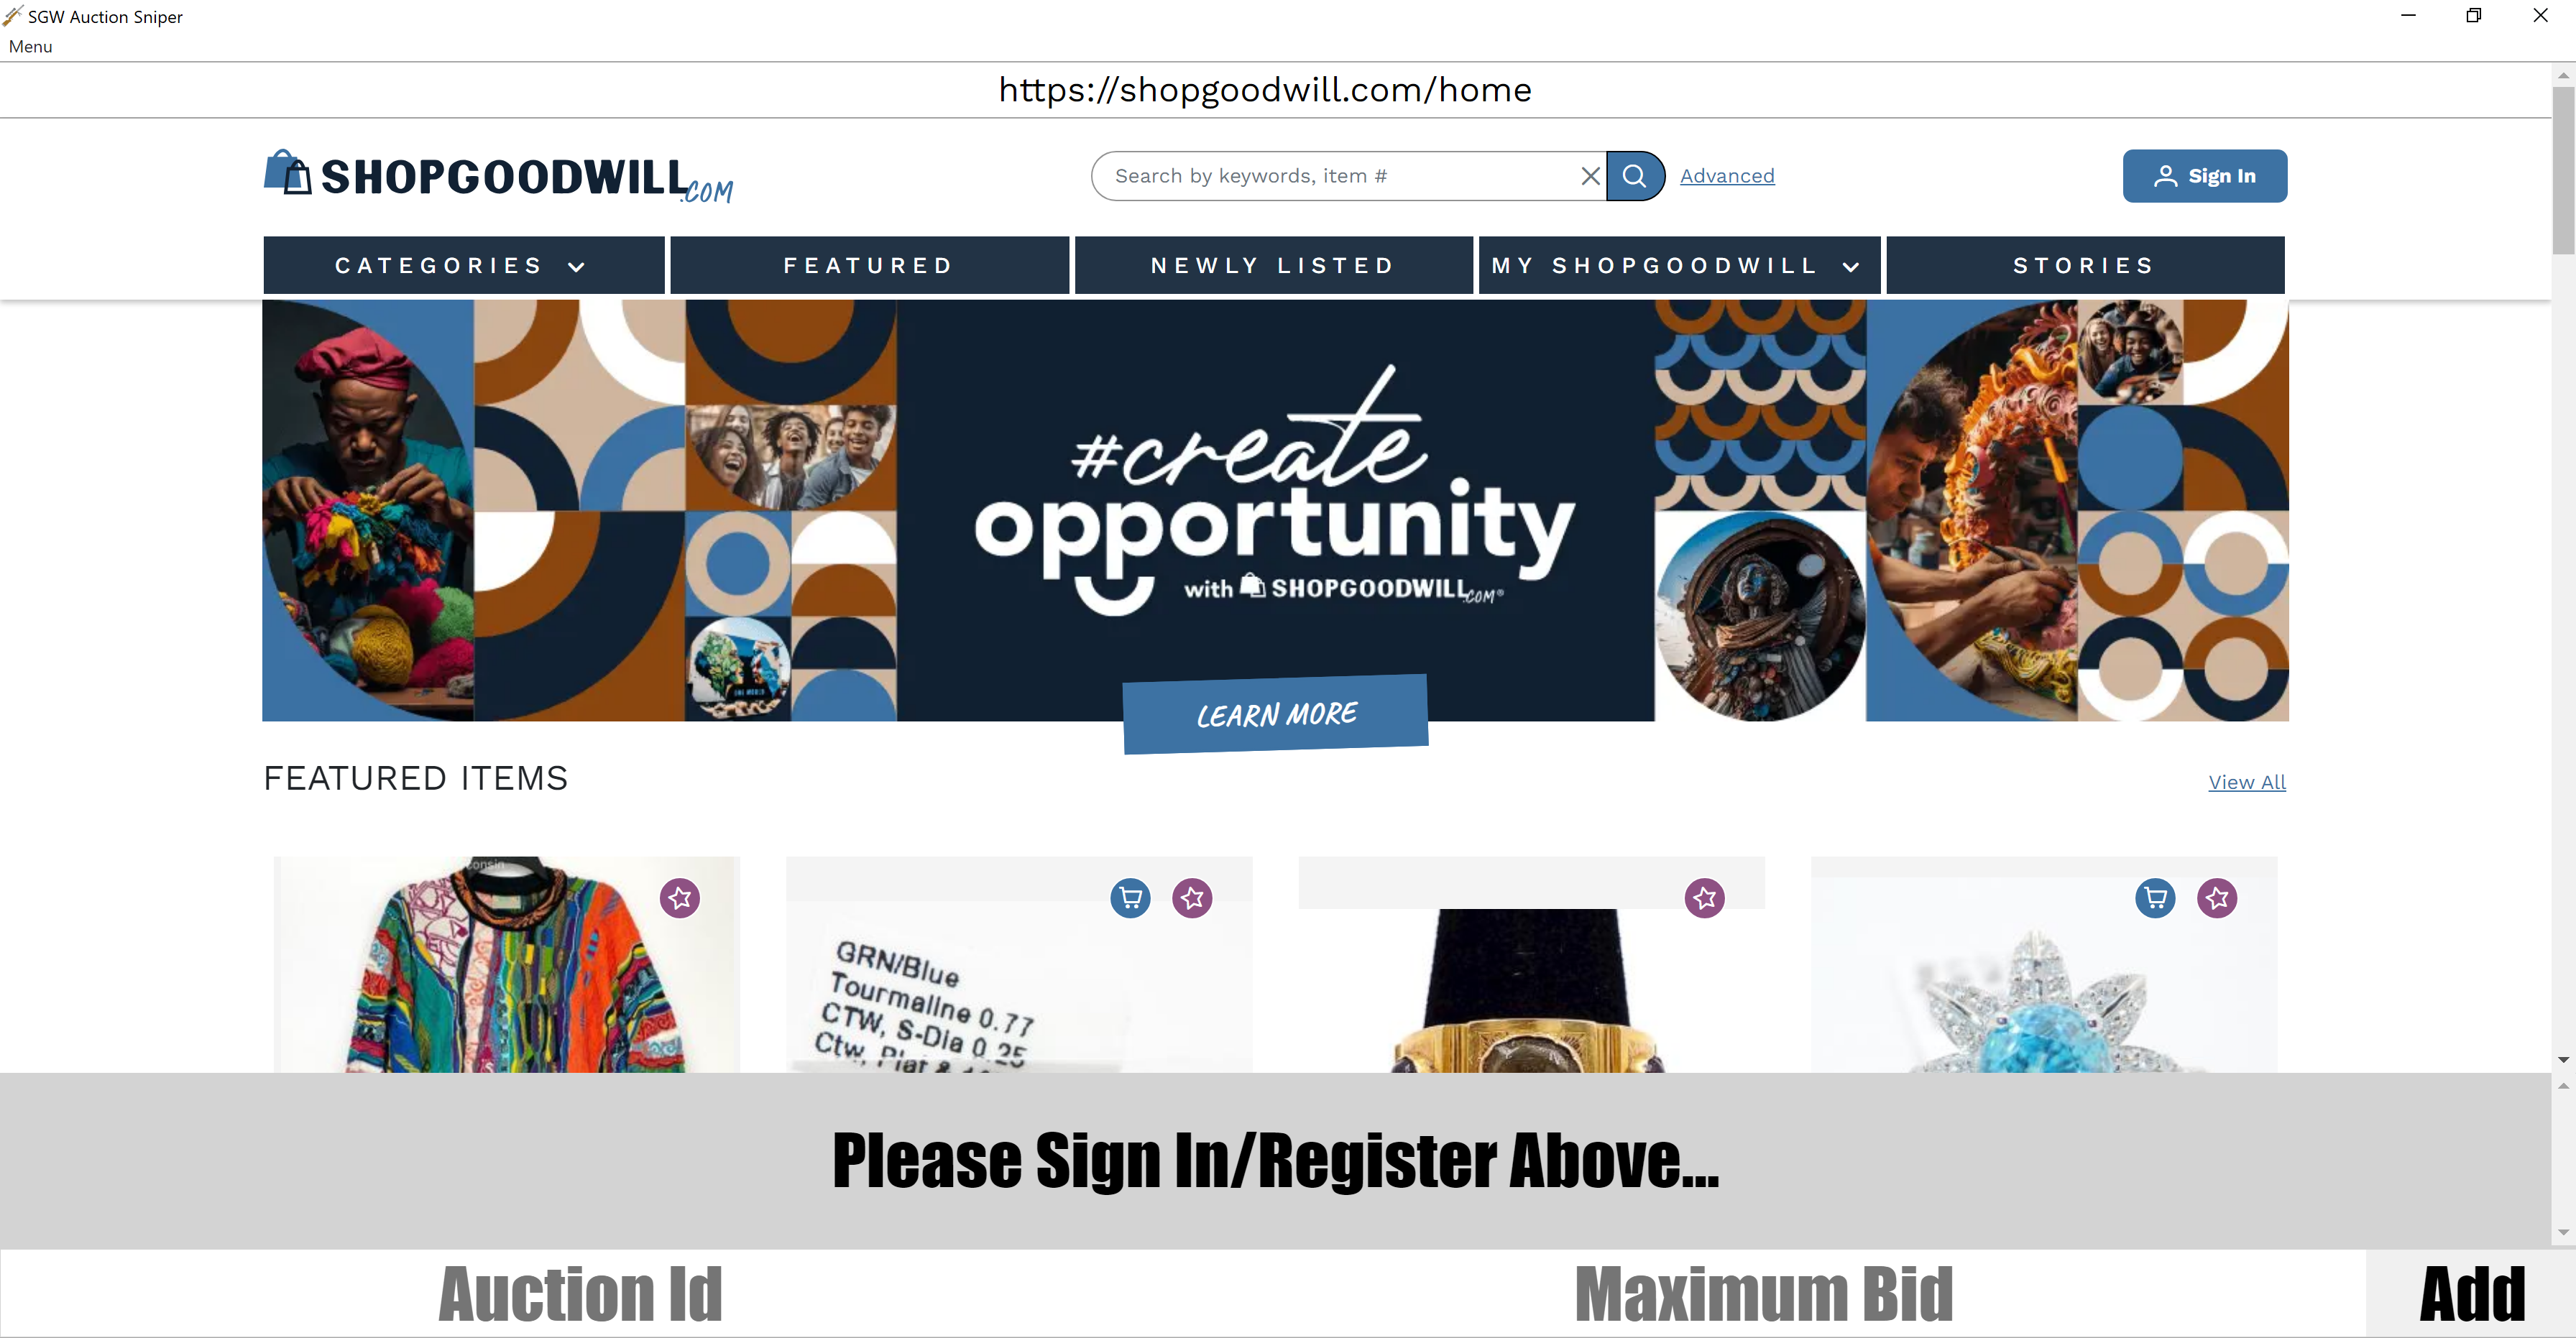 SGW Auction Sniper
Menu
https://shopgoodwill.com/home
SHOPGOODWILL.COM
Search by keywords, item #
Advanced
Sign In
CATEGORIES
FEATURED
NEWLY LISTED
MY SHOPGOODWILL
STORIES
#create
opportunity
with SHOPGOODWILL.COM®
LEARN MORE
FEATURED ITEMS
View All
consin
GRN/Blue
Tourmaline 0.77
CTW, S-Dia 0.25
Ctw, Plat &
Please Sign In/Register Above...
Auction Id
Maximum Bid
Add